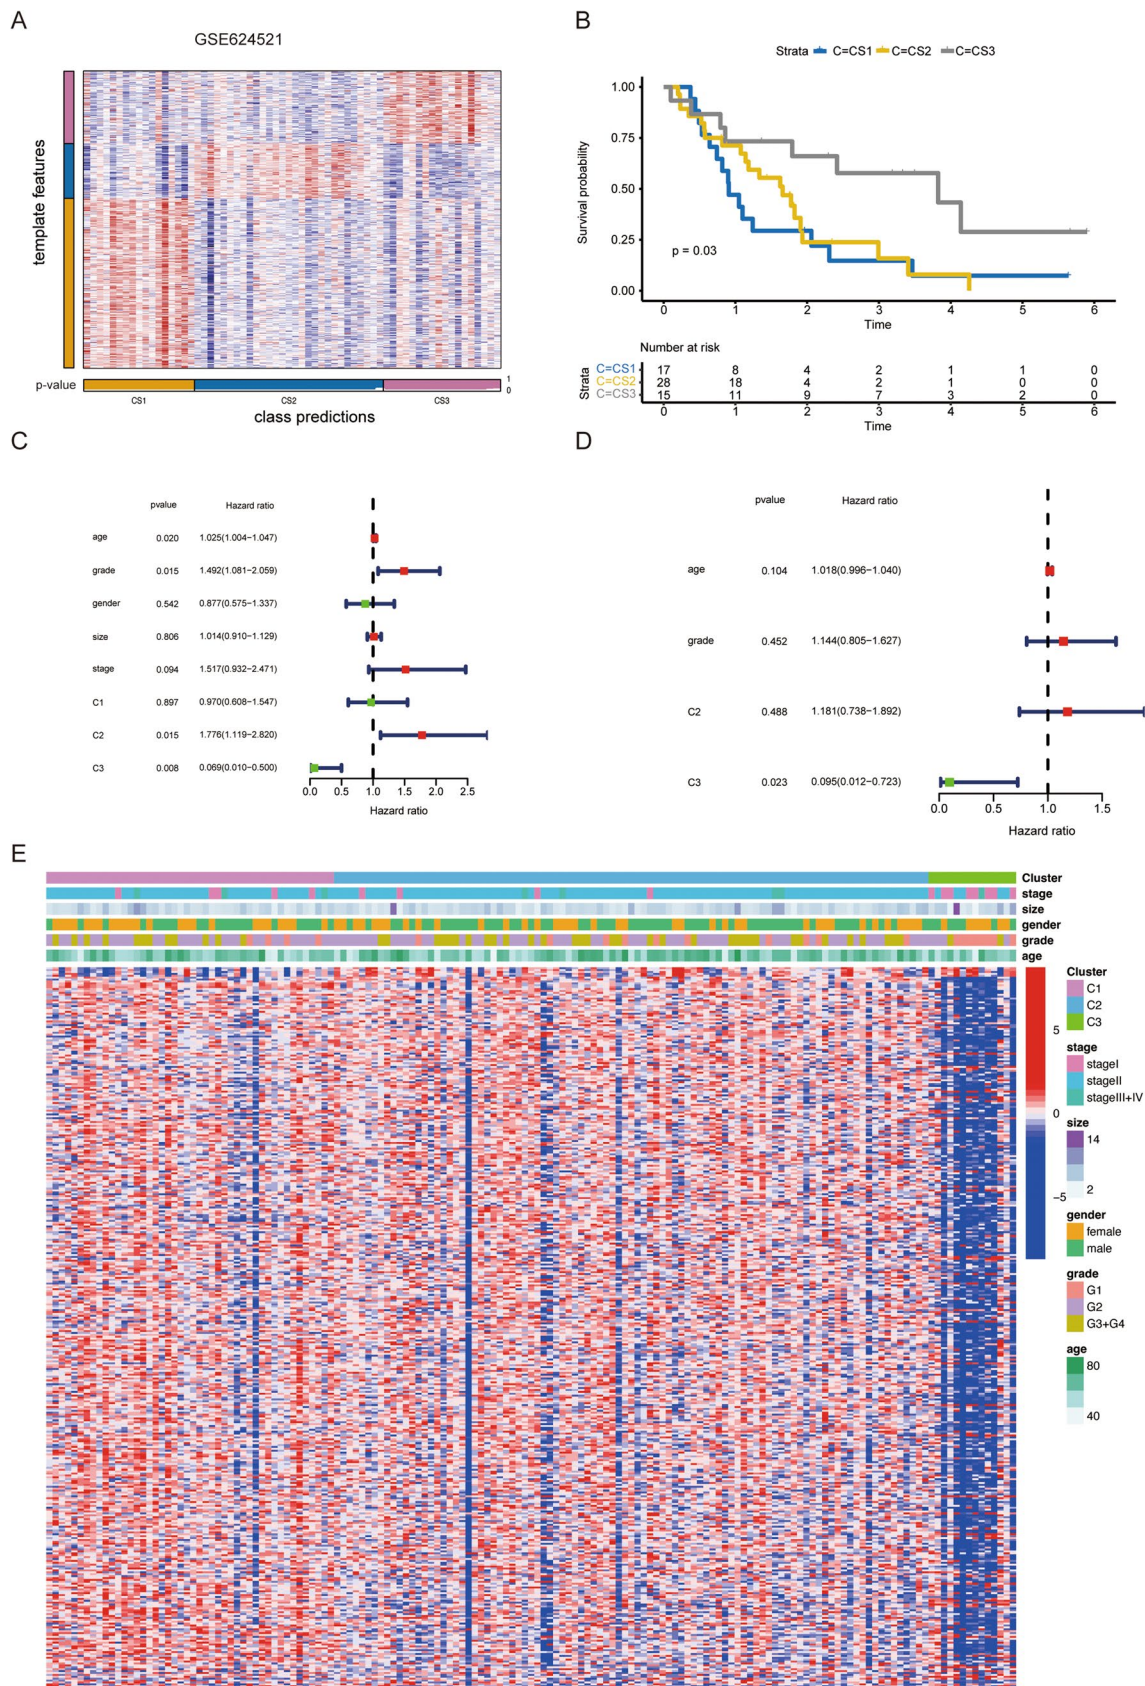 A
GSE624521
template features
p-value
1
0
CS1
CS2
CS3
class predictions
B
Strata C=CS1 C=CS2 C=CS3
Survival probability
1.00
0.75
0.50
0.25
0.00
p = 0.03
0 1 2 3 4 5 6
Time
Number at risk
Strata
C=CS1 17 8 4 2 1 1 0
C=CS2 28 18 4 2 1 0 0
C=CS3 15 11 9 7 3 2 0
0 1 2 3 4 5 6
Time
C
pvalue Hazard ratio
age 0.020 1.025(1.004−1.047)
grade 0.015 1.492(1.081−2.059)
gender 0.542 0.877(0.575−1.337)
size 0.806 1.014(0.910−1.129)
stage 0.094 1.517(0.932−2.471)
C1 0.897 0.970(0.608−1.547)
C2 0.015 1.776(1.119−2.820)
C3 0.008 0.069(0.010−0.500)
0.0 0.5 1.0 1.5 2.0 2.5
Hazard ratio
D
pvalue Hazard ratio
age 0.104 1.018(0.996−1.040)
grade 0.452 1.144(0.805−1.627)
C2 0.488 1.181(0.738−1.892)
C3 0.023 0.095(0.012−0.723)
0.0 0.5 1.0 1.5
Hazard ratio
E
Cluster
stage
size
gender
grade
age
5
0
−5
Cluster
C1
C2
C3
stage
stageI
stageII
stageIII+IV
size
14
2
gender
female
male
grade
G1
G2
G3+G4
age
80
40